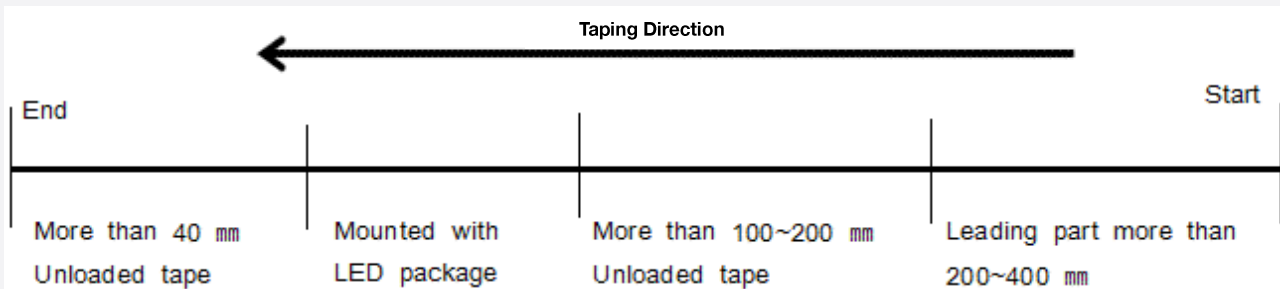 Taping Direction
Start
End
More than 40 ㎜
Unloaded tape
Mounted with
LED package
More than 100~200 ㎜
Unloaded tape
Leading part more than
200~400 ㎜